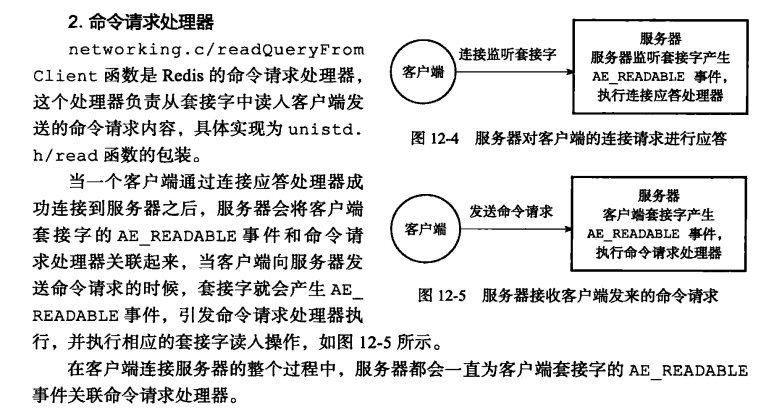 2. 命令请求处理器
networking.c/readQueryFrom
Client 函数是 Redis 的命令请求处理器，
这个处理器负责从套接字中读入客户端发
送的命令请求内容，具体实现为 unistd.
h/read 函数的包装。
当一个客户端通过连接应答处理器成
功连接到服务器之后，服务器会将客户端
套接字的 AE_READABLE 事件和命令请
求处理器关联起来，当客户端向服务器发
送命令请求的时候，套接字就会产生 AE_
READABLE 事件，引发命令请求处理器执
行，并执行相应的套接字读入操作，如图 12-5 所示。
在客户端连接服务器的整个过程中，服务器都会一直为客户端套接字的 AE_READABLE
事件关联命令请求处理器。
客户端
连接监听套接字
服务器
服务器监听套接字产生
AE_READABLE 事件，
执行连接应答处理器
图 12-4 服务器对客户端的连接请求进行应答
客户端
发送命令请求
服务器
客户端套接字产生
AE_READABLE 事件，
执行命令请求处理器
图 12-5 服务器接收客户端发来的命令请求